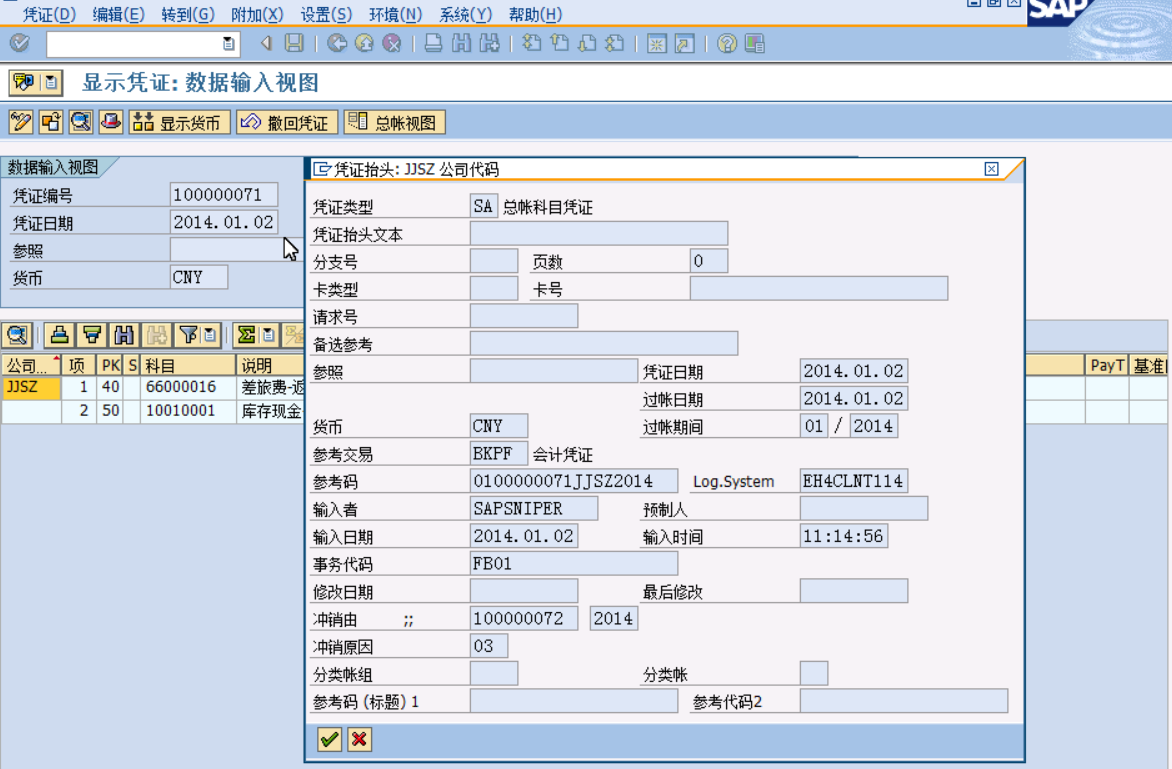 凭证(D) 编辑(E) 转到(G) 附加(X) 设置(S) 环境(N) 系统(Y) 帮助(H)
SAP
显示凭证: 数据输入视图
显示货币 撤回凭证 总帐视图
数据输入视图
凭证编号 100000071
凭证日期 2014.01.02
参照
货币 CNY
公司... 项 PK S 科目 说明 PayT 基准
JJSZ 1 40 66000016 差旅费-返
2 50 10010001 库存现金
凭证抬头: JJSZ 公司代码
凭证类型 SA 总帐科目凭证
凭证抬头文本
分支号 页数 0
卡类型 卡号
请求号
备选参考
参照 凭证日期 2014.01.02
过帐日期 2014.01.02
货币 CNY 过帐期间 01 / 2014
参考交易 BKPF 会计凭证
参考码 0100000071JJSZ2014 Log.System EH4CLNT114
输入者 SAPSNIPER 预制人
输入日期 2014.01.02 输入时间 11:14:56
事务代码 FB01
修改日期 最后修改
冲销由 ;; 100000072 2014
冲销原因 03
分类帐组 分类帐
参考码 (标题) 1 参考代码2